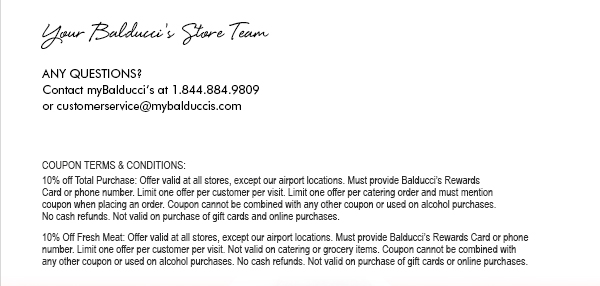 Your Balducci's Store Team
ANY QUESTIONS?
Contact myBalducci's at 1.844.884.9809
or customerservice@mybalduccis.com
COUPON TERMS & CONDITIONS:
10% off Total Purchase: Offer valid at all stores, except our airport locations. Must provide Balducci's Rewards
Card or phone number. Limit one offer per customer per visit. Limit one offer per catering order and must mention
coupon when placing an order. Coupon cannot be combined with any other coupon or used on alcohol purchases.
No cash refunds. Not valid on purchase of gift cards and online purchases.
10% Off Fresh Meat: Offer valid at all stores, except our airport locations. Must provide Balducci's Rewards Card or phone
number. Limit one offer per customer per visit. Not valid on catering or grocery items. Coupon cannot be combined with
any other coupon or used on alcohol purchases. No cash refunds. Not valid on purchase of gift cards or online purchases.